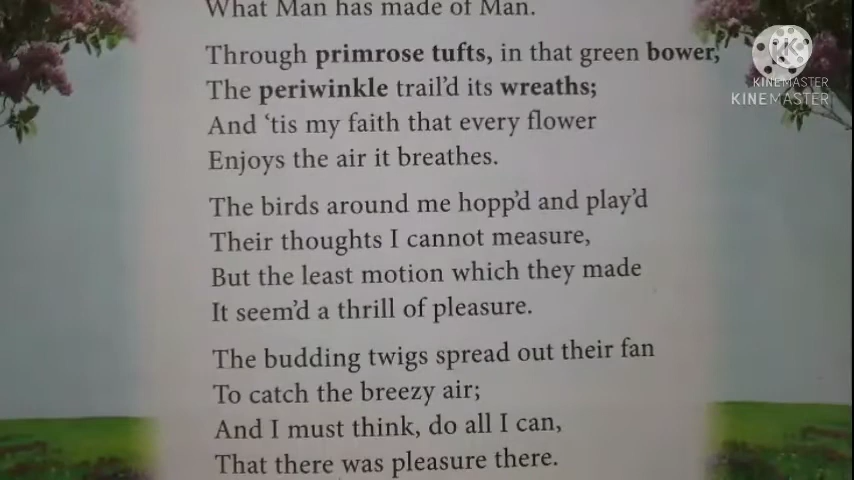 What Man has made of Man.
Through primrose tufts, in that green bower,
The periwinkle trail'd its wreaths;
And 'tis my faith that every flower
Enjoys the air it breathes.
The birds around me hopp'd and play'd
Their thoughts I cannot measure,
But the least motion which they made
It seem'd a thrill of pleasure.
The budding twigs spread out their fan
To catch the breezy air;
And I must think, do all I can,
That there was pleasure there.
KINEMASTER
KINEMASTER